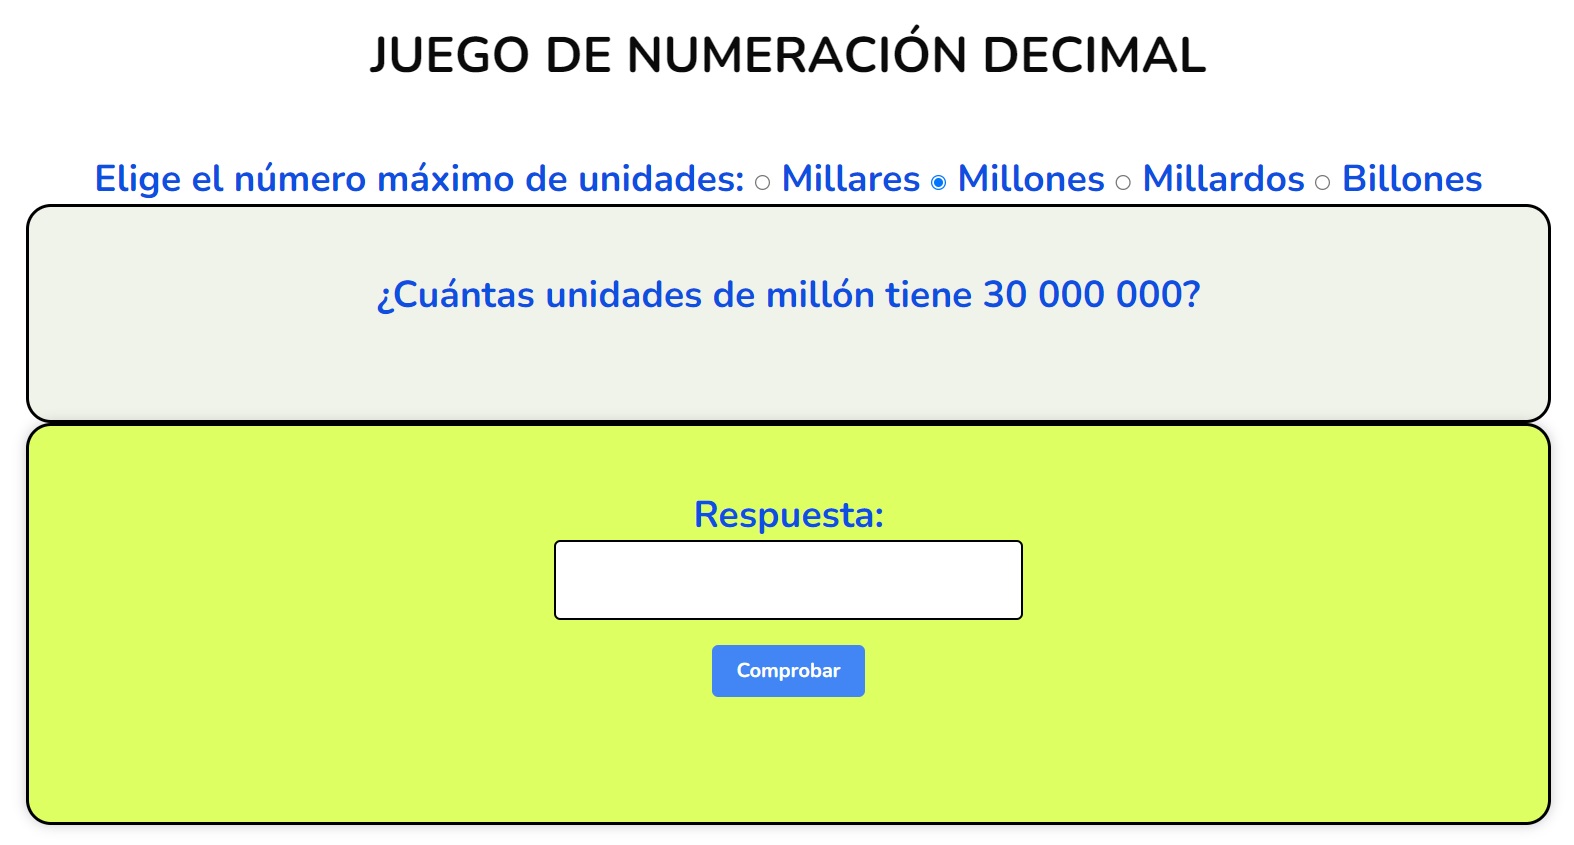 JUEGO DE NUMERACIÓN DECIMAL
Elige el número máximo de unidades: Millares Millones Millardos Billones
¿Cuántas unidades de millón tiene 30 000 000?
Respuesta:
Comprobar